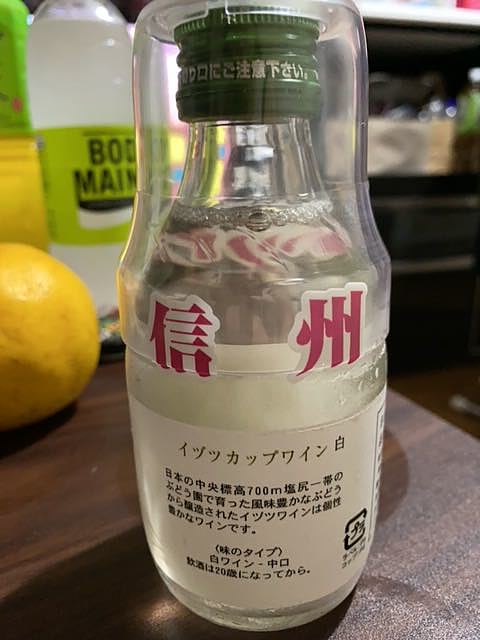 切り口にご注意下さい。
BOD
MAIN
信州
イヅツカップワイン 白
日本の中央標高700m塩尻一帯の
ぶどう園で育った風味豊かなぶどう
から醸造されたイヅツワインは個性
豊かなワインです。
〈味のタイプ〉
白ワイン - 中口
飲酒は20歳になってから。